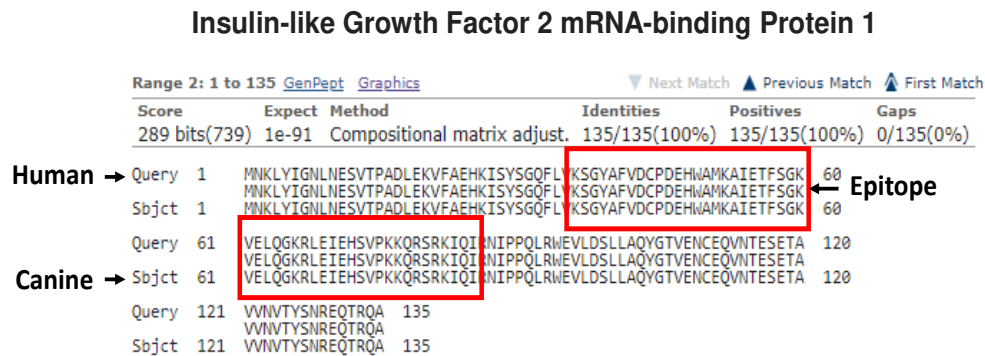 Insulin-like Growth Factor 2 mRNA-binding Protein 1
Range 2: 1 to 135 GenPept Graphics Next Match Previous Match First Match
Score Expect Method Identities Positives Gaps
289 bits(739) 1e-91 Compositional matrix adjust. 135/135(100%) 135/135(100%) 0/135(0%)
Human Query 1 MNKLYIGNLNESVTPADLEKVFAEHKISYSGQFLVKSGYAFVDCPDEHWAMKAIETFSGK 60
MNKLYIGNLNESVTPADLEKVFAEHKISYSGQFLVKSGYAFVDCPDEHWAMKAIETFSGK Epitope
Sbjct 1 MNKLYIGNLNESVTPADLEKVFAEHKISYSGQFLVKSGYAFVDCPDEHWAMKAIETFSGK 60
Query 61 VELQGKRLEIEHSVPKKQRSRKIQIRNIPPQLRWEVLDSLLAQYGTVENCEQVNTESETA 120
VELQGKRLEIEHSVPKKQRSRKIQIRNIPPQLRWEVLDSLLAQYGTVENCEQVNTESETA
Canine Sbjct 61 VELQGKRLEIEHSVPKKQRSRKIQIRNIPPQLRWEVLDSLLAQYGTVENCEQVNTESETA 120
Query 121 VVNVTYSNREQTRQA 135
VVNVTYSNREQTRQA
Sbjct 121 VVNVTYSNREQTRQA 135